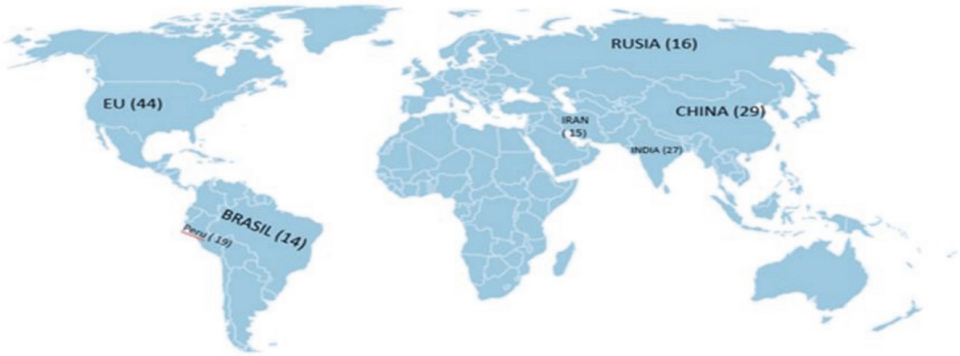 RUSIA (16)
EU (44)
CHINA (29)
IRAN
( 15)
INDIA (27)
BRASIL (14)
Peru ( 19)